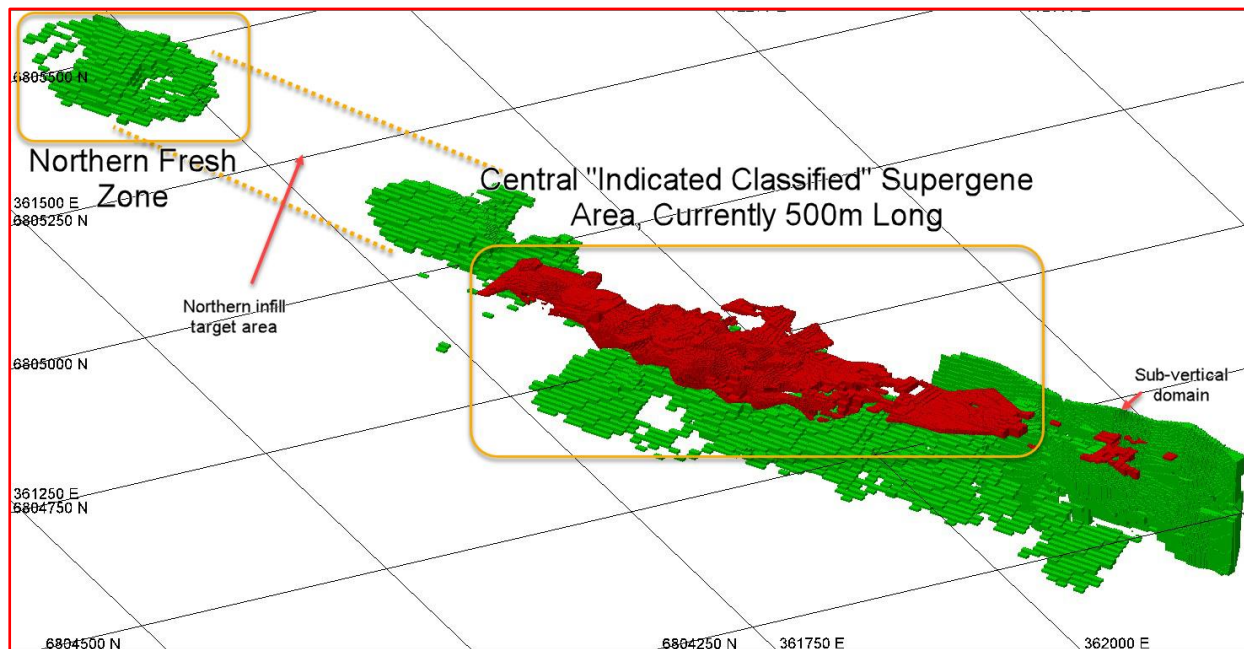 6805500 N
Northern Fresh
Zone
Central "Indicated Classified" Supergene
Area, Currently 500m Long
361500 E
6805250 N
Northern infill
target area
6805000 N
Sub-vertical
domain
361250 E
6804750 N
6804500 N
6804250 N
361750 E
362000 E